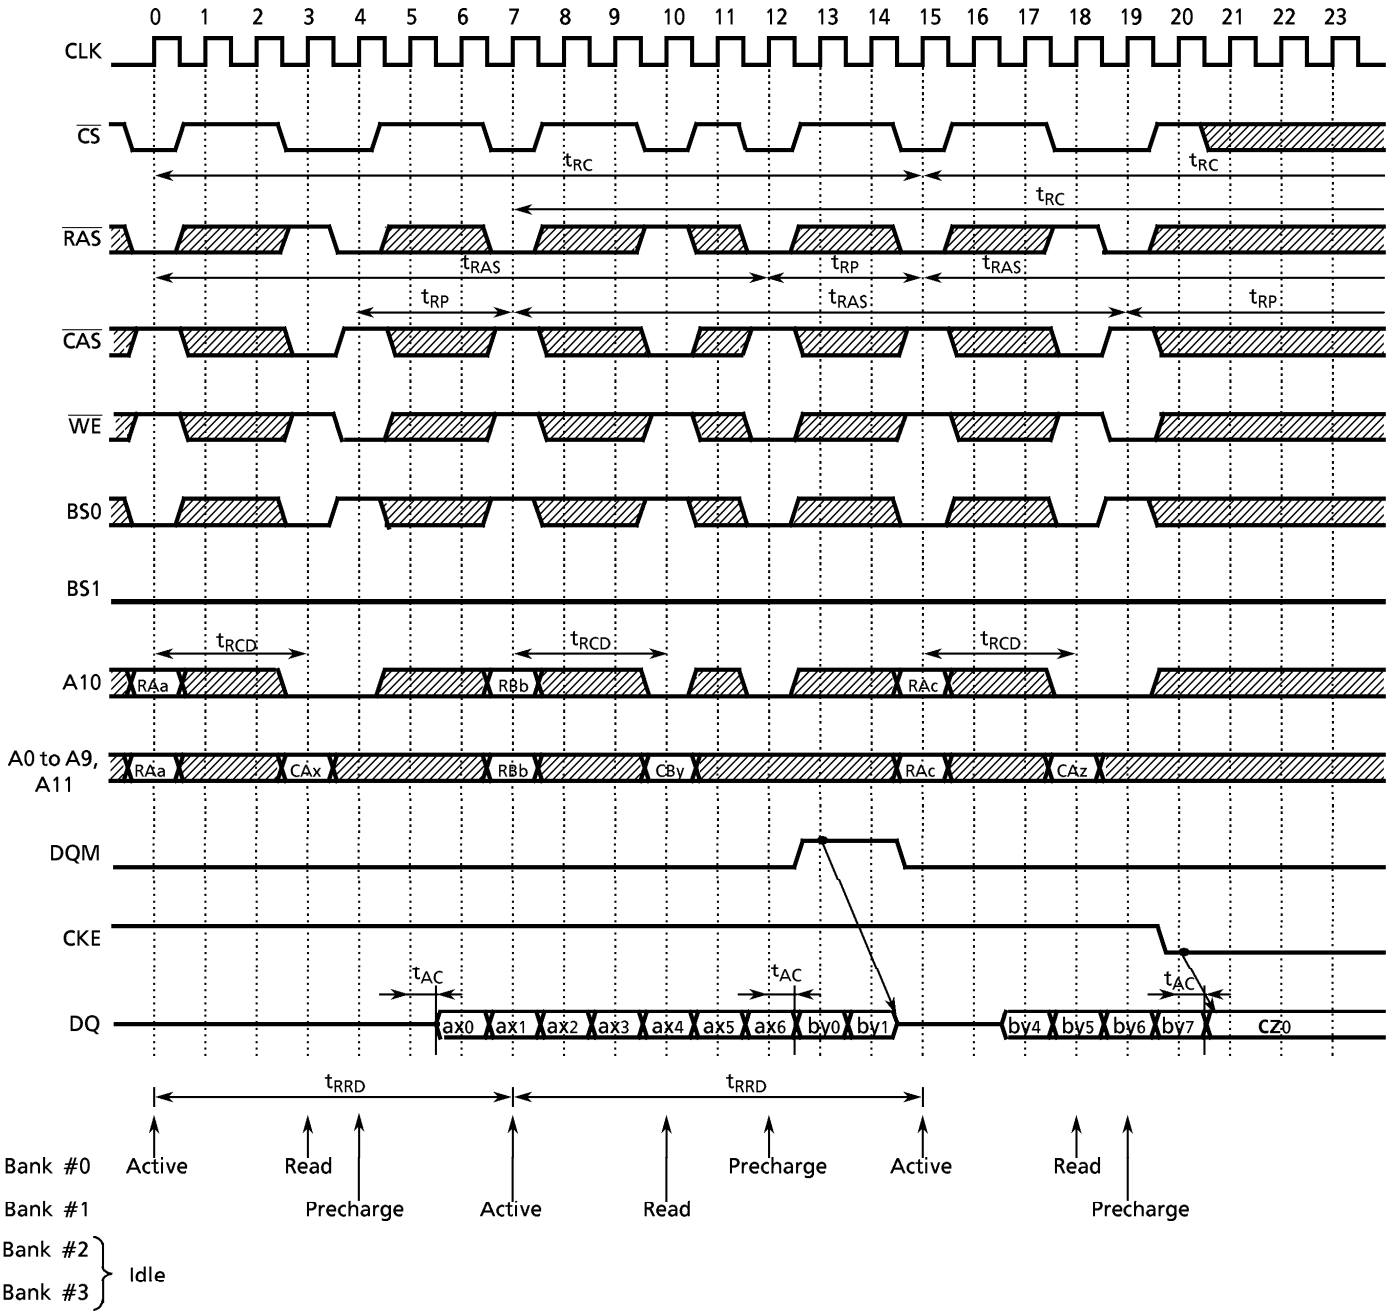 0 1 2 3 4 5 6 7 8 9 10 11 12 13 14 15 16 17 18 19 20 21 22 23
CLK
CS
tRC tRC
tRC
RAS
tRAS tRP tRAS
tRP tRAS tRP
CAS
WE
BS0
BS1
tRCD tRCD tRCD
A10 RAa RBb RAc
A0 to A9,
A11
RAa CAx RBb CBy RAc CAz
DQM
CKE
tAC tAC tAC
DQ ax0 ax1 ax2 ax3 ax4 ax5 ax6 by0 by1 by4 by5 by6 by7 cz0
tRRD tRRD
Bank #0 Active Read Precharge Active Read
Bank #1 Precharge Active Read Precharge
Bank #2
Idle
Bank #3